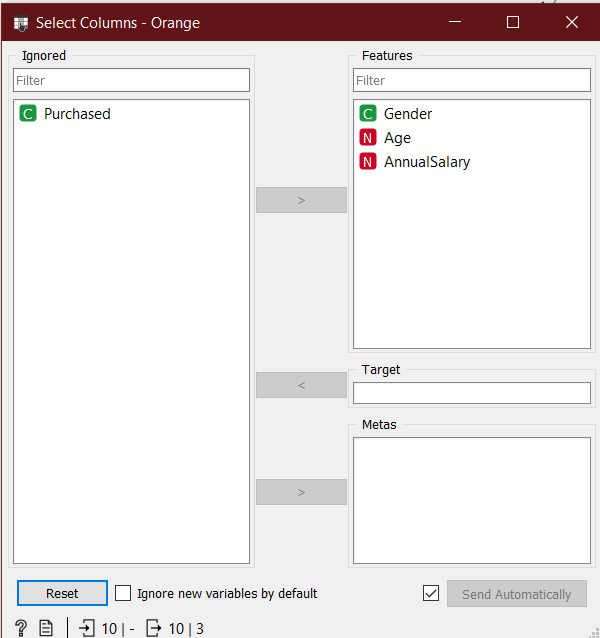 Select Columns - Orange
Ignored
Filter
C Purchased
Features
Filter
C Gender
N Age
N AnnualSalary
>
<
>
Target
Metas
Reset
Ignore new variables by default
Send Automatically
? 10 | - 10 | 3